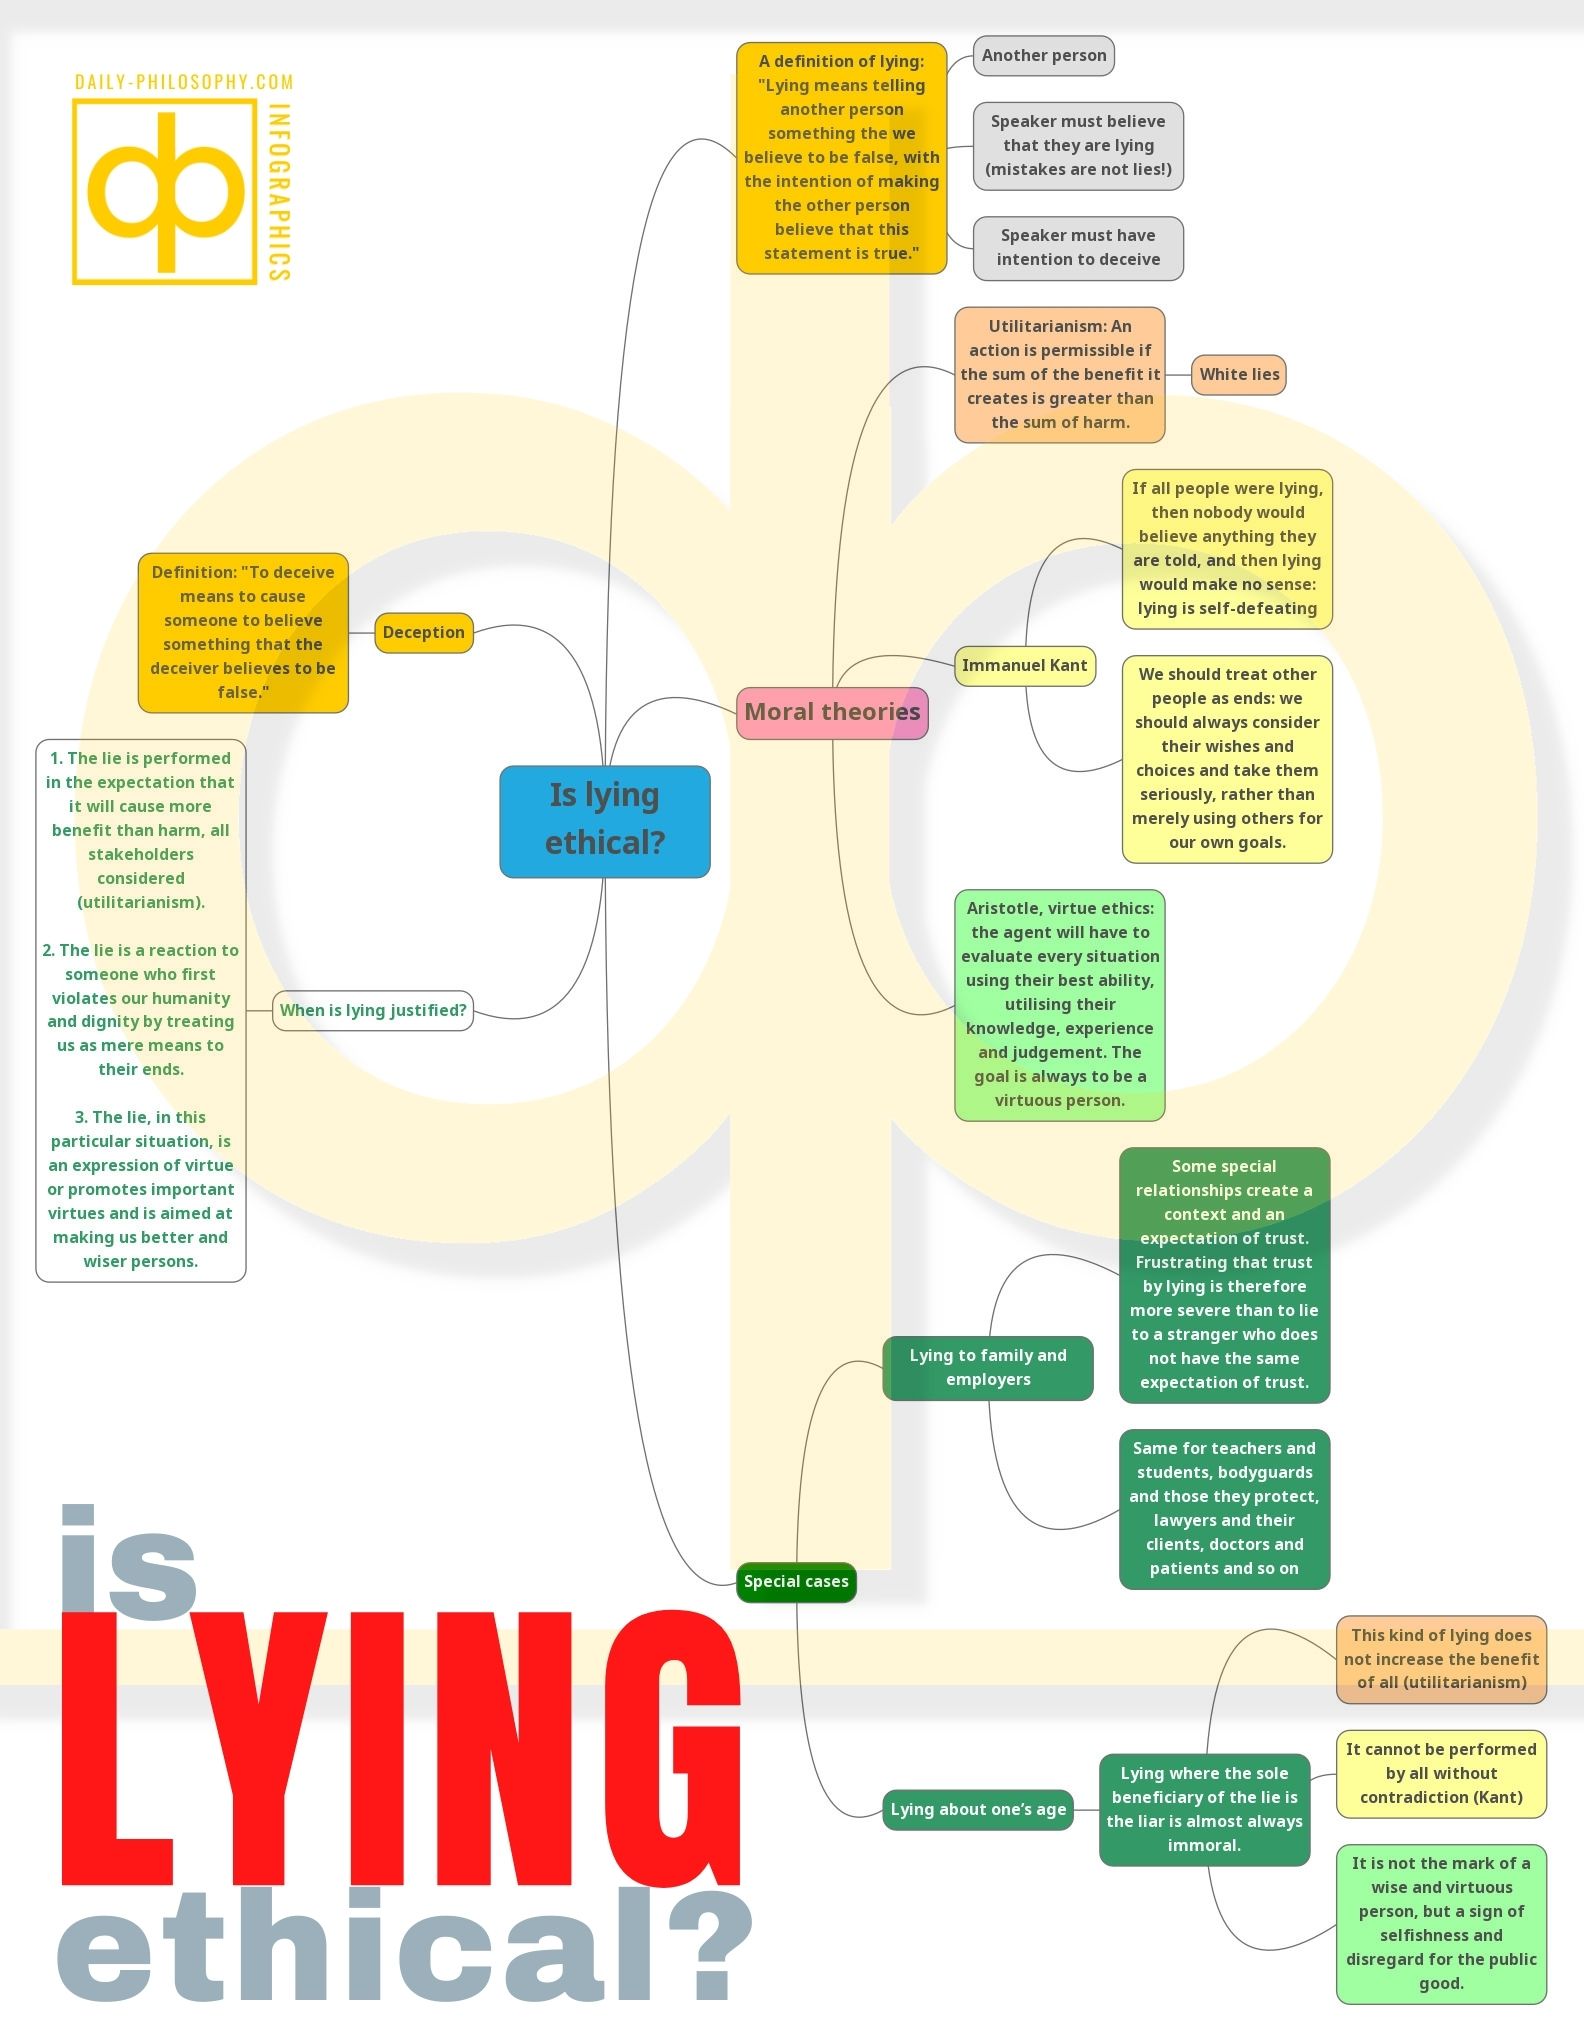 DAILY-PHILOSOPHY.COM
INFOGRAPHICS
A definition of lying:
"Lying means telling
another person
something the we
believe to be false, with
the intention of making
the other person
believe that this
statement is true."
Another person
Speaker must believe
that they are lying
(mistakes are not lies!)
Speaker must have
intention to deceive
Utilitarianism: An
action is permissible if
the sum of the benefit it
creates is greater than
the sum of harm.
White lies
If all people were lying,
then nobody would
believe anything they
are told, and then lying
would make no sense:
lying is self-defeating
Definition: "To deceive
means to cause
someone to believe
something that the
deceiver believes to be
false."
Deception
Immanuel Kant
We should treat other
people as ends: we
should always consider
their wishes and
choices and take them
seriously, rather than
merely using others for
our own goals.
Moral theories
Is lying
ethical?
1. The lie is performed
in the expectation that
it will cause more
benefit than harm, all
stakeholders
considered
(utilitarianism).
2. The lie is a reaction to
someone who first
violates our humanity
and dignity by treating
us as mere means to
their ends.
3. The lie, in this
particular situation, is
an expression of virtue
or promotes important
virtues and is aimed at
making us better and
wiser persons.
When is lying justified?
Aristotle, virtue ethics:
the agent will have to
evaluate every situation
using their best ability,
utilising their
knowledge, experience
and judgement. The
goal is always to be a
virtuous person.
Some special
relationships create a
context and an
expectation of trust.
Frustrating that trust
by lying is therefore
more severe than to lie
to a stranger who does
not have the same
expectation of trust.
Lying to family and
employers
Same for teachers and
students, bodyguards
and those they protect,
lawyers and their
clients, doctors and
patients and so on
Special cases
This kind of lying does
not increase the benefit
of all (utilitarianism)
It cannot be performed
by all without
contradiction (Kant)
Lying about one’s age
Lying where the sole
beneficiary of the lie is
the liar is almost always
immoral.
It is not the mark of a
wise and virtuous
person, but a sign of
selfishness and
disregard for the public
good.
is
LYING
ethical?